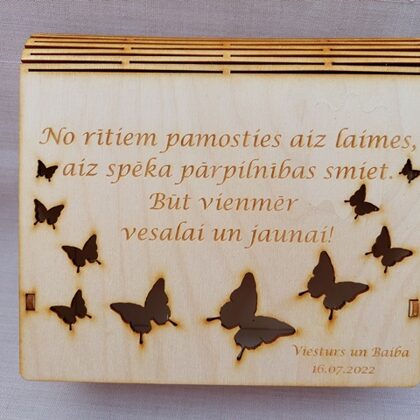 No rītiem pamosties aiz laimes,
aiz spēka pārpilnības smiet.
Būt vienmēr
vesalai un jaunai!
Viesturs un Baiba
16.07.2022